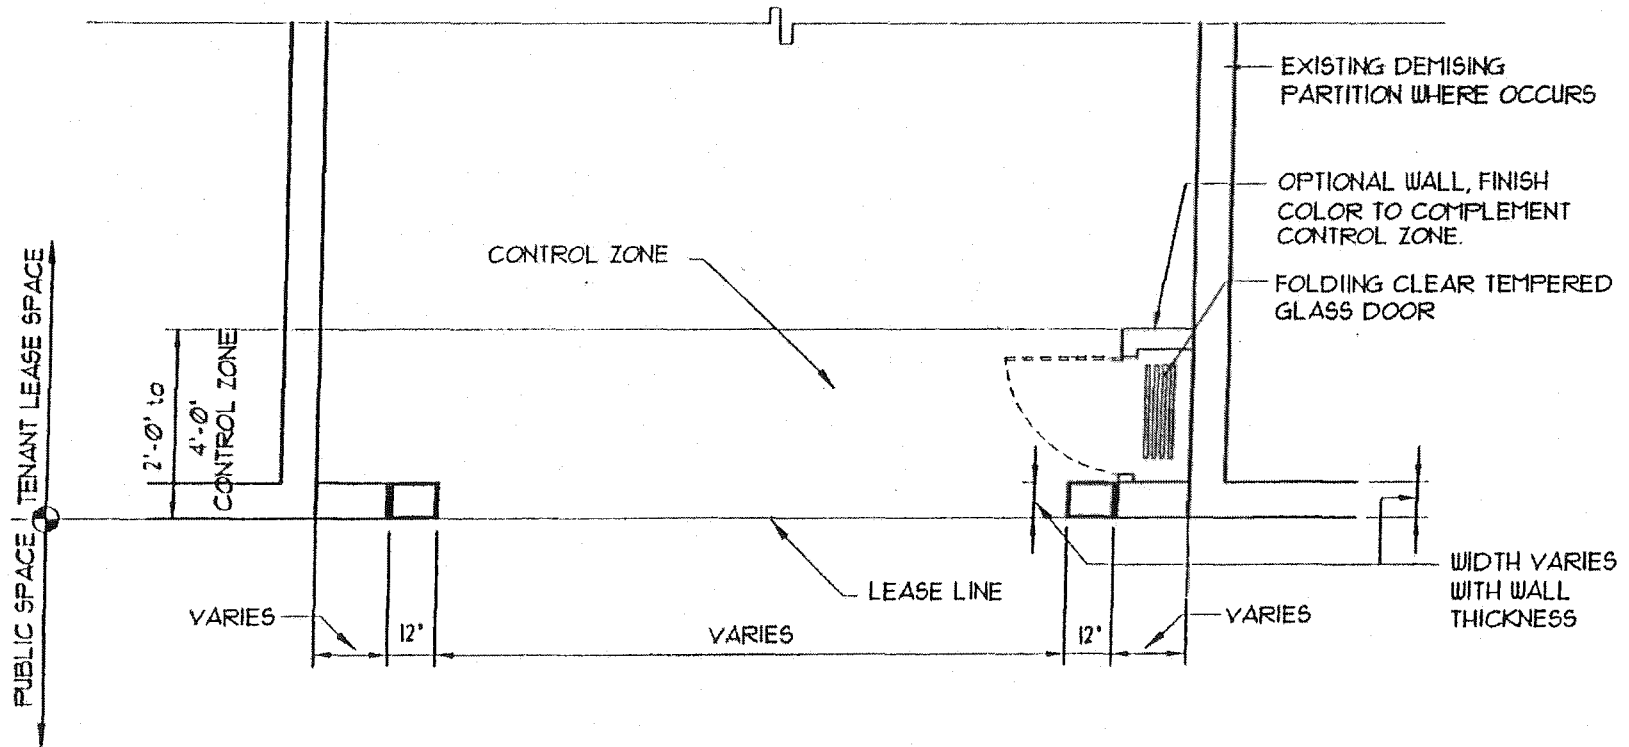 EXISTING DEMISING
PARTITION WHERE OCCURS
OPTIONAL WALL, FINISH
COLOR TO COMPLEMENT
CONTROL ZONE.
CONTROL ZONE
FOLDIING CLEAR TEMPERED
GLASS DOOR
TENANT LEASE SPACE
2'-0" to
4'-0"
CONTROL ZONE
PUBLIC SPACE
LEASE LINE
WIDTH VARIES
WITH WALL
THICKNESS
VARIES
12"
VARIES
12"
VARIES